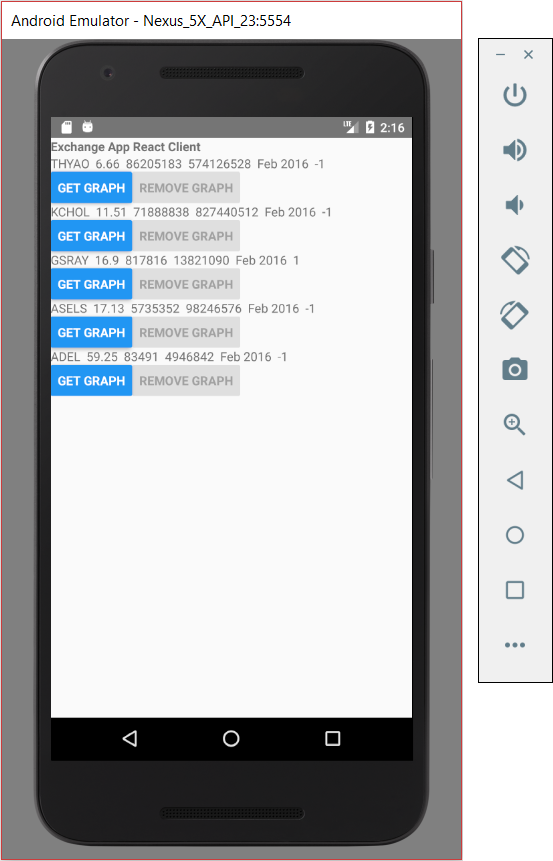 Android Emulator - Nexus_5X_API_23:5554
LTE 2:16
Exchange App React Client
THYAO 6.66 86205183 574126528 Feb 2016 -1
GET GRAPH REMOVE GRAPH
KCHOL 11.51 71888838 827440512 Feb 2016 -1
GET GRAPH REMOVE GRAPH
GSRAY 16.9 817816 13821090 Feb 2016 1
GET GRAPH REMOVE GRAPH
ASELS 17.13 5735352 98246576 Feb 2016 -1
GET GRAPH REMOVE GRAPH
ADEL 59.25 83491 4946842 Feb 2016 -1
GET GRAPH REMOVE GRAPH